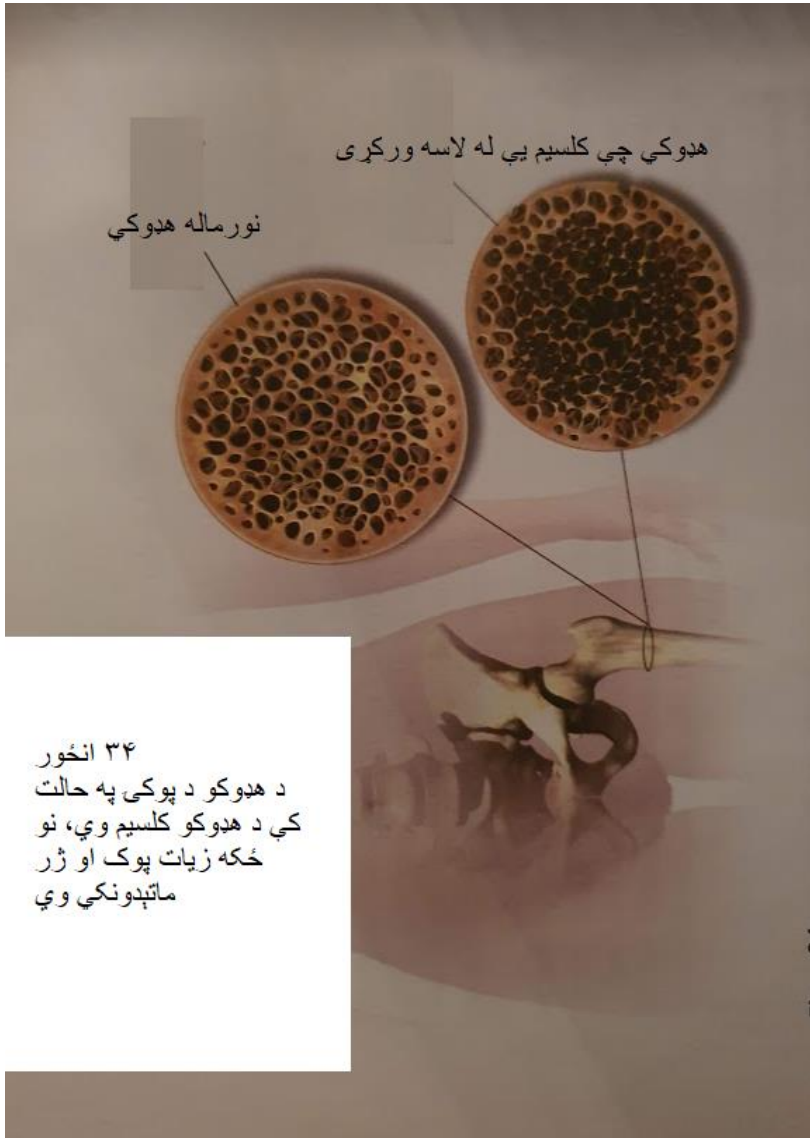 هډوکي چې کلسیم یې له لاسه ورکړی
نورماله هډوکي
۳۴ انځور
د هډوکو د پوکۍ په حالت
کې د هډوکو کلسیم وي، نو
ځکه زیات پوک او ژر
ماتېدونکي وي